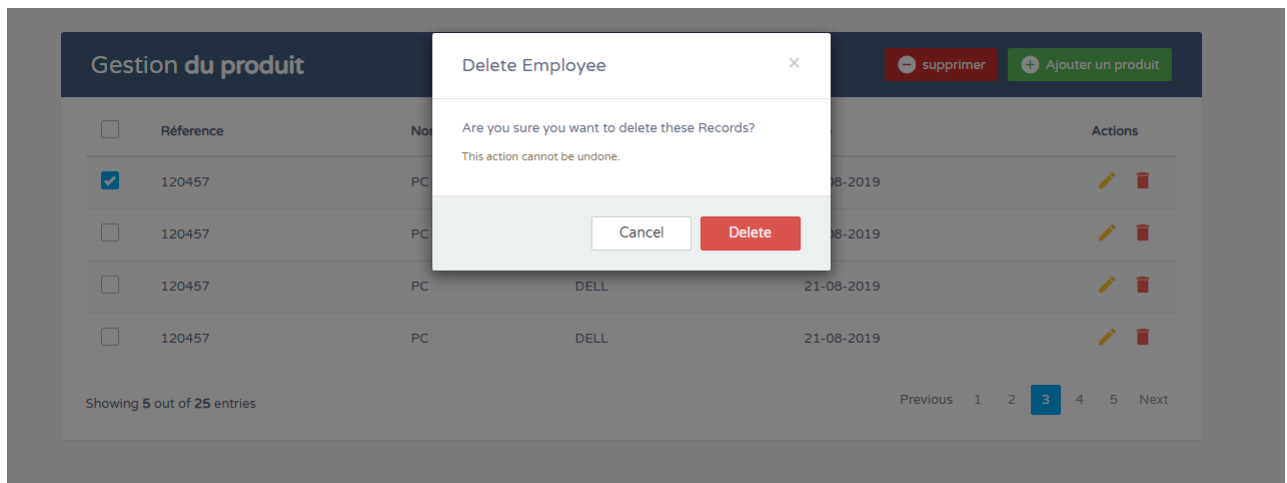 Gestion du produit
Delete Employee
×
supprimer
Ajouter un produit
Réference
Actions
Are you sure you want to delete these Records?
This action cannot be undone.
120457
PC
-2019
120457
PC
-2019
Cancel
Delete
120457
PC
DELL
21-08-2019
120457
PC
DELL
21-08-2019
Showing 5 out of 25 entries
Previous 1 2 3 4 5 Next